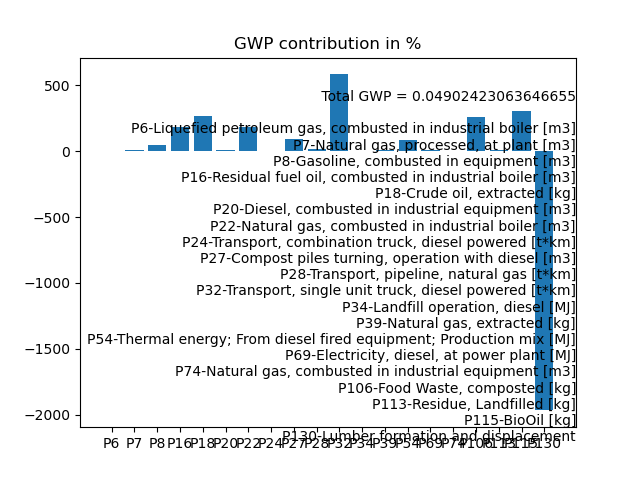 GWP contribution in %
500
0
−500
−1000
−1500
−2000
Total GWP = 0.04902423063646655
P6-Liquefied petroleum gas, combusted in industrial boiler [m3]
P7-Natural gas, processed, at plant [m3]
P8-Gasoline, combusted in equipment [m3]
P16-Residual fuel oil, combusted in industrial boiler [m3]
P18-Crude oil, extracted [kg]
P20-Diesel, combusted in industrial equipment [m3]
P22-Natural gas, combusted in industrial boiler [m3]
P24-Transport, combination truck, diesel powered [t*km]
P27-Compost piles turning, operation with diesel [m3]
P28-Transport, pipeline, natural gas [t*km]
P32-Transport, single unit truck, diesel powered [t*km]
P34-Landfill operation, diesel [MJ]
P39-Natural gas, extracted [kg]
P54-Thermal energy; From diesel fired equipment; Production mix [MJ]
P69-Electricity, diesel, at power plant [MJ]
P74-Natural gas, combusted in industrial equipment [m3]
P106-Food Waste, composted [kg]
P113-Residue, Landfilled [kg]
P115-BioOil [kg]
P130-Lumber formation and displacement
P6 P7 P8 P16 P18 P20 P22 P24 P27 P28 P32 P34 P39 P54 P69 P74 P106 P113 P115 P130